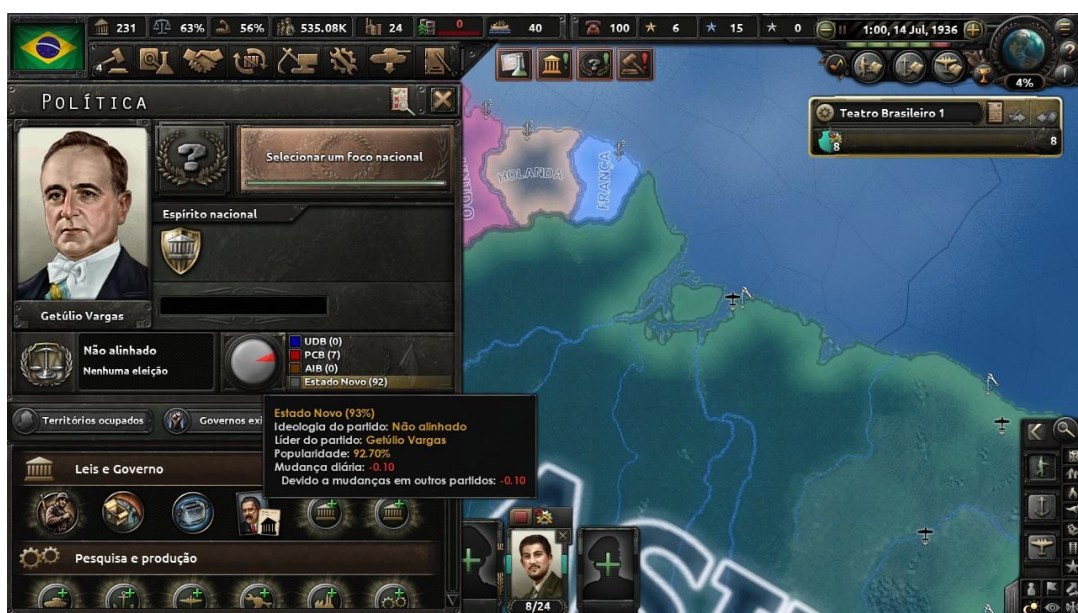 231 63% 56% 535.08K 24 0 40 100 6 15 0 1:00, 14 Jul, 1936
4
4%
POLÍTICA
Teatro Brasileiro 1
8 8
Selecionar um foco nacional
HOLANDA
FRANÇA
Espírito nacional
Getúlio Vargas
Não alinhado
Nenhuma eleição
UDB (0)
PCB (7)
AIB (0)
Estado Novo (92)
Territórios ocupados
Governos exi
Estado Novo (93%)
Ideologia do partido: Não alinhado
Líder do partido: Getúlio Vargas
Popularidade: 92.70%
Mudança diária: -0.10
Devido a mudanças em outros partidos: -0.10
Leis e Governo
Pesquisa e produção
8/24